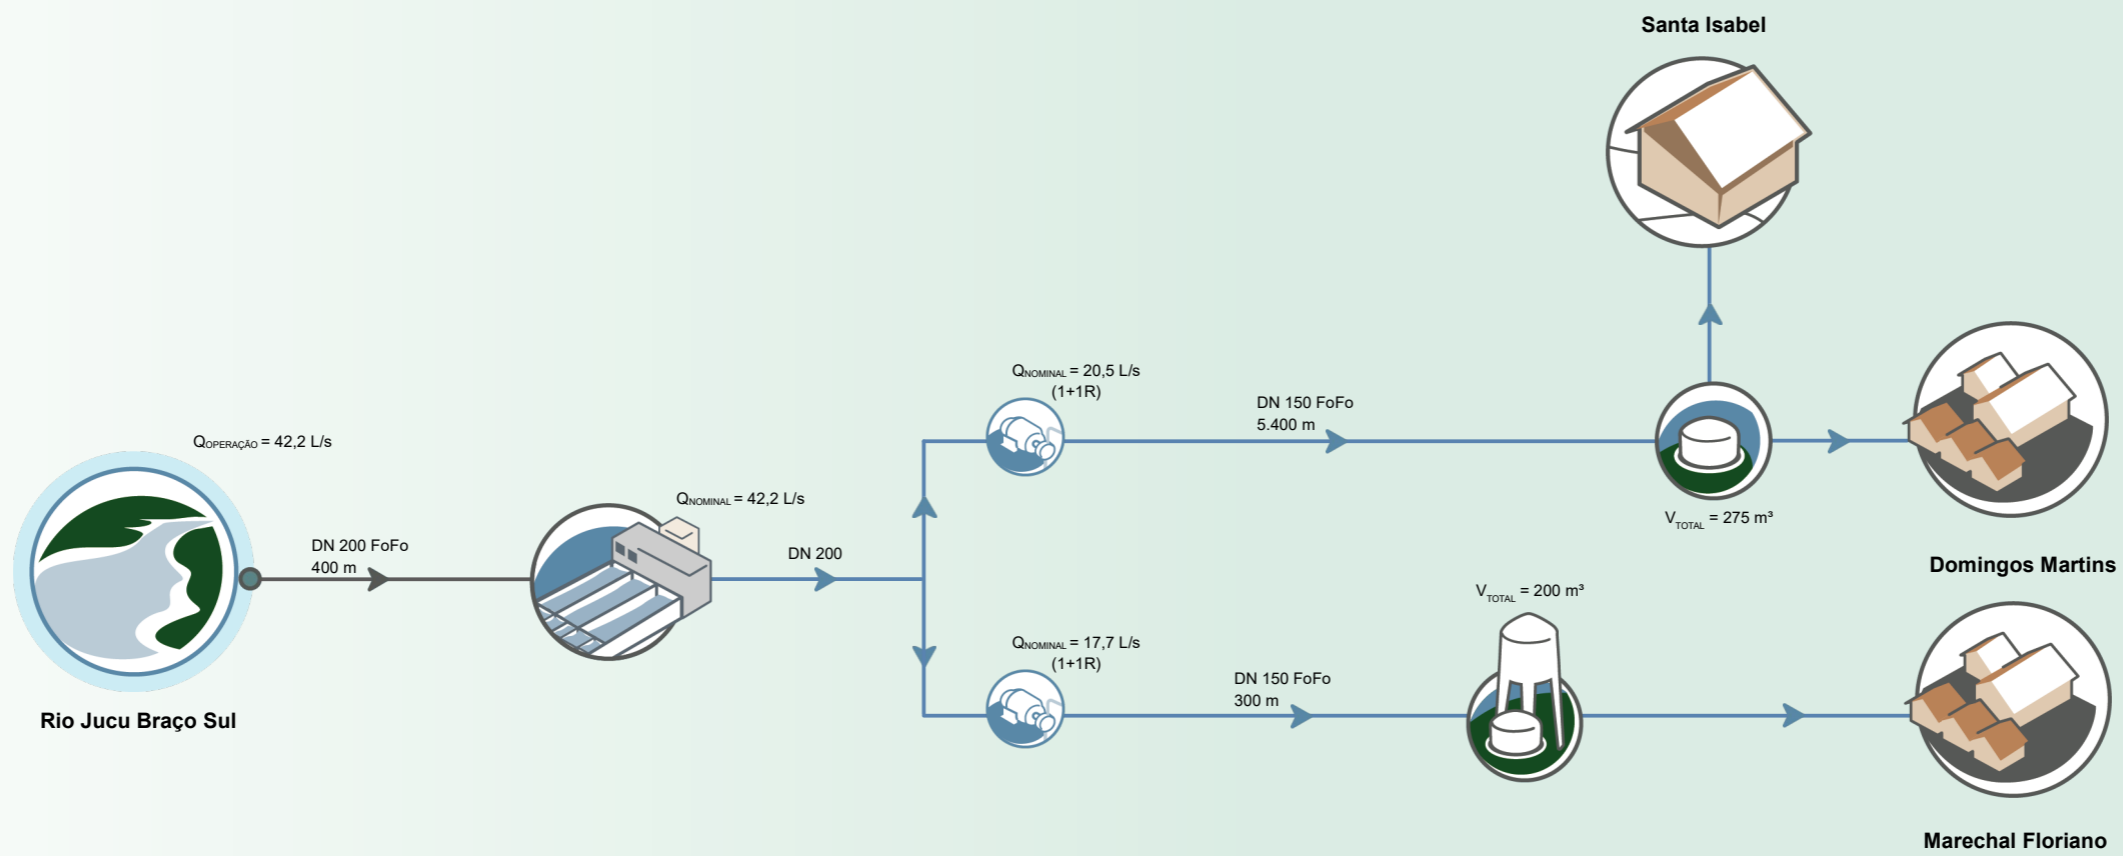 Santa Isabel
QNOMINAL = 20,5 L/s
(1+1R)
DN 150 FoFo
5.400 m
QOPERAÇÃO = 42,2 L/s
QNOMINAL = 42,2 L/s
VTOTAL = 275 m³
DN 200 FoFo
400 m
DN 200
Domingos Martins
VTOTAL = 200 m³
QNOMINAL = 17,7 L/s
(1+1R)
DN 150 FoFo
300 m
Rio Jucu Braço Sul
Marechal Floriano